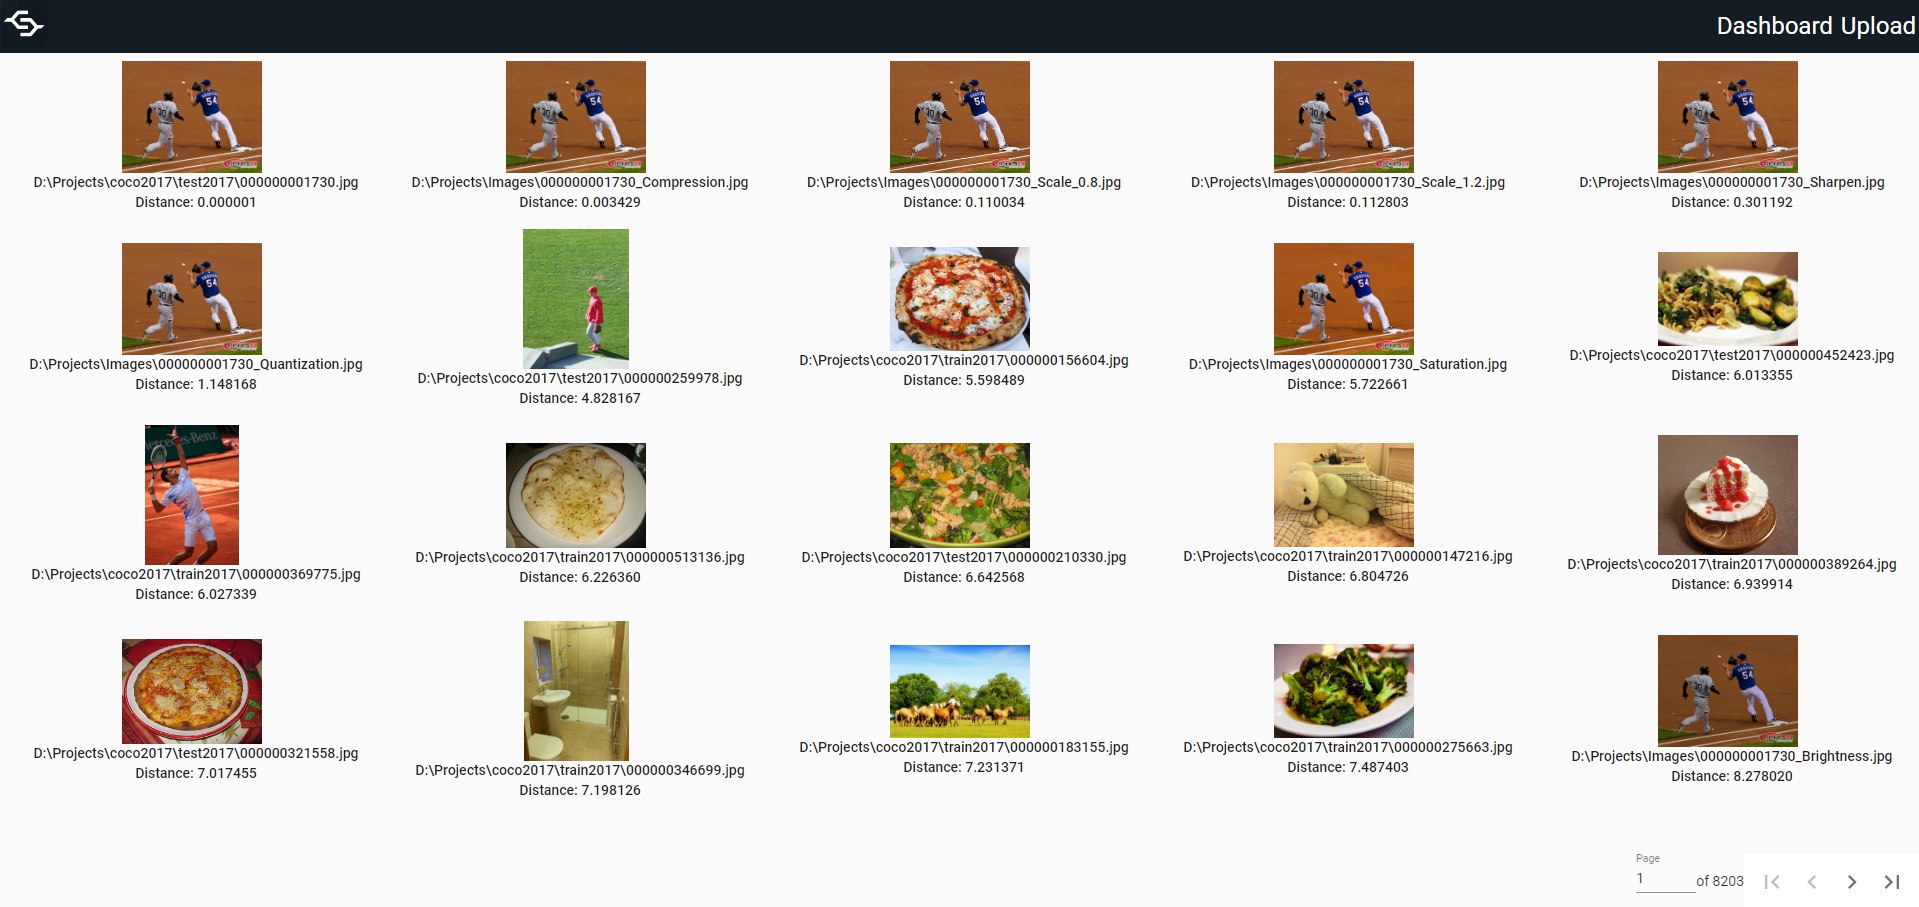 Dashboard Upload
D:\Projects\coco2017\test2017\000000001730.jpg
Distance: 0.000001
D:\Projects\Images\000000001730_Compression.jpg
Distance: 0.003429
D:\Projects\Images\000000001730_Scale_0.8.jpg
Distance: 0.110034
D:\Projects\Images\000000001730_Scale_1.2.jpg
Distance: 0.112803
D:\Projects\Images\000000001730_Sharpen.jpg
Distance: 0.301192
D:\Projects\Images\000000001730_Quantization.jpg
Distance: 1.148168
D:\Projects\coco2017\test2017\000000259978.jpg
Distance: 4.828167
D:\Projects\coco2017\train2017\000000156604.jpg
Distance: 5.598489
D:\Projects\Images\000000001730_Saturation.jpg
Distance: 5.722661
D:\Projects\coco2017\test2017\000000452423.jpg
Distance: 6.013355
D:\Projects\coco2017\train2017\000000369775.jpg
Distance: 6.027339
D:\Projects\coco2017\train2017\000000513136.jpg
Distance: 6.226360
D:\Projects\coco2017\test2017\000000210330.jpg
Distance: 6.642568
D:\Projects\coco2017\train2017\000000147216.jpg
Distance: 6.804726
D:\Projects\coco2017\train2017\000000389264.jpg
Distance: 6.939914
D:\Projects\coco2017\test2017\000000321558.jpg
Distance: 7.017455
D:\Projects\coco2017\train2017\000000346699.jpg
Distance: 7.198126
D:\Projects\coco2017\train2017\000000183155.jpg
Distance: 7.231371
D:\Projects\coco2017\train2017\000000275663.jpg
Distance: 7.487403
D:\Projects\Images\000000001730_Brightness.jpg
Distance: 8.278020
Page
1 of 8203